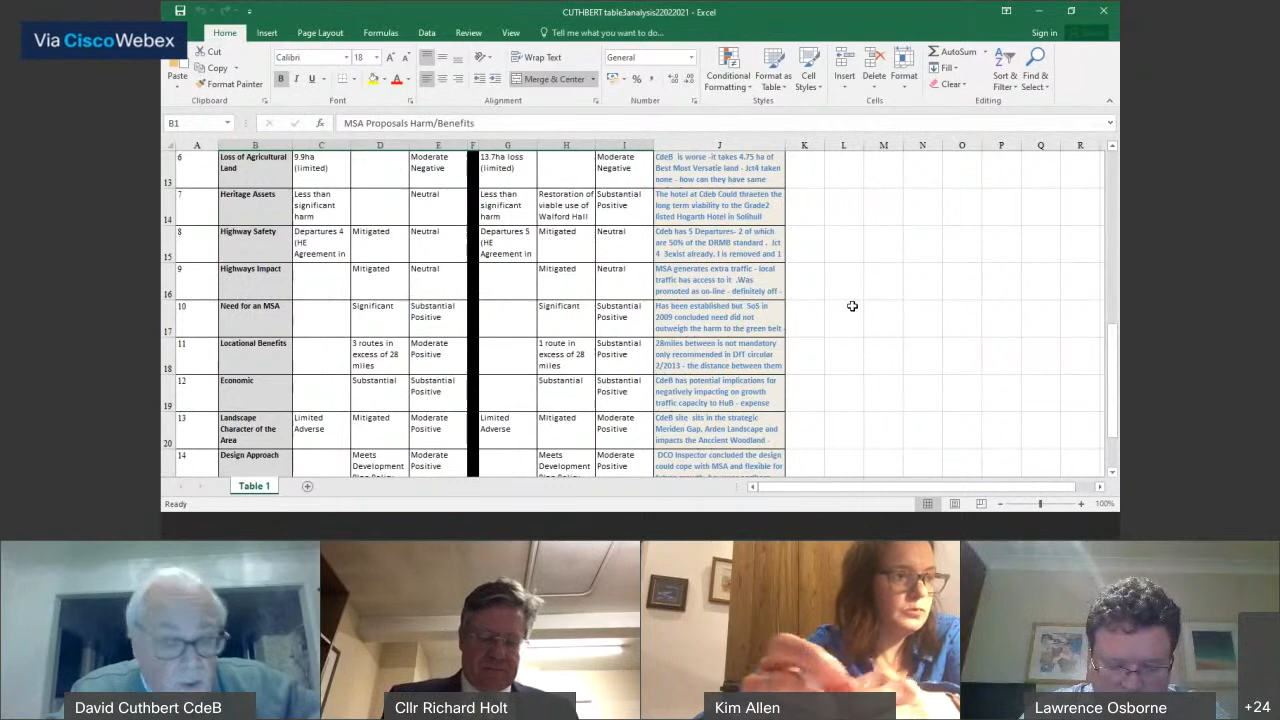 Via CiscoWebex
CUTHBERT table3analysis22022021 - Excel
Sign in
Home Insert Page Layout Formulas Data Review View Tell me what you want to do...
Paste
Cut
Copy
Format Painter
Calibri 18
B I U
Wrap Text
Merge & Center
General
Conditional Formatting
Format as Table
Cell Styles
Insert Delete Format
AutoSum
Fill
Clear
Sort & Filter
Find & Select
Clipboard Font Alignment Number Styles Cells Editing
B1 MSA Proposals Harm/Benefits
A B C D E F G H I J K L M N O P Q R
13 6 Loss of Agricultural Land 9.9ha (limited) Moderate Negative 13.7ha loss (limited) Moderate Negative CdeB is worse -it takes 4.75 ha of Best Most Versatie land - Jct4 taken none - how can they have same
14 7 Heritage Assets Less than significant harm Neutral Less than significant harm Restoration of viable use of Walford Hall Substantial Positive The hotel at Cdeb Could thraeten the long term viability to the Grade2 listed Hogarth Hotel in Solihull
15 8 Highway Safety Departures 4 (HE Agreement in Mitigated Neutral Departures 5 (HE Agreement in Mitigated Neutral Cdeb has 5 Departures- 2 of which are 50% of the DRMB standard . Jct 4 3exist already. I is removed and 1
16 9 Highways Impact Mitigated Neutral Mitigated Neutral MSA generates extra traffic - local traffic has access to it .Was promoted as on-line - definitely off -
17 10 Need for an MSA Significant Substantial Positive Significant Substantial Positive Has been established but SoS in 2009 concluded need did not outweigh the harm to the green belt -
18 11 Locational Benefits 3 routes in excess of 28 miles Moderate Positive 1 route in excess of 28 miles Substantial Positive 28miles between is not mandatory only recommended in DfT circular 2/2013 - the distance between them
19 12 Economic Substantial Substantial Positive Substantial Substantial Positive CdeB has potential implications for negatively impacting on growth traffic capacity to HuB - expense
20 13 Landscape Character of the Area Limited Adverse Mitigated Moderate Positive Limited Adverse Mitigated Moderate Positive CdeB site sits in the strategic Meriden Gap, Arden Landscape and impacts the Anccient Woodland -
14 Design Approach Meets Development Moderate Positive Meets Development Moderate Positive DCO Inspector concluded the design could cope with MSA and flexible for
Table 1
Ready 100%
David Cuthbert CdeB
Cllr Richard Holt
Kim Allen
Lawrence Osborne
+24